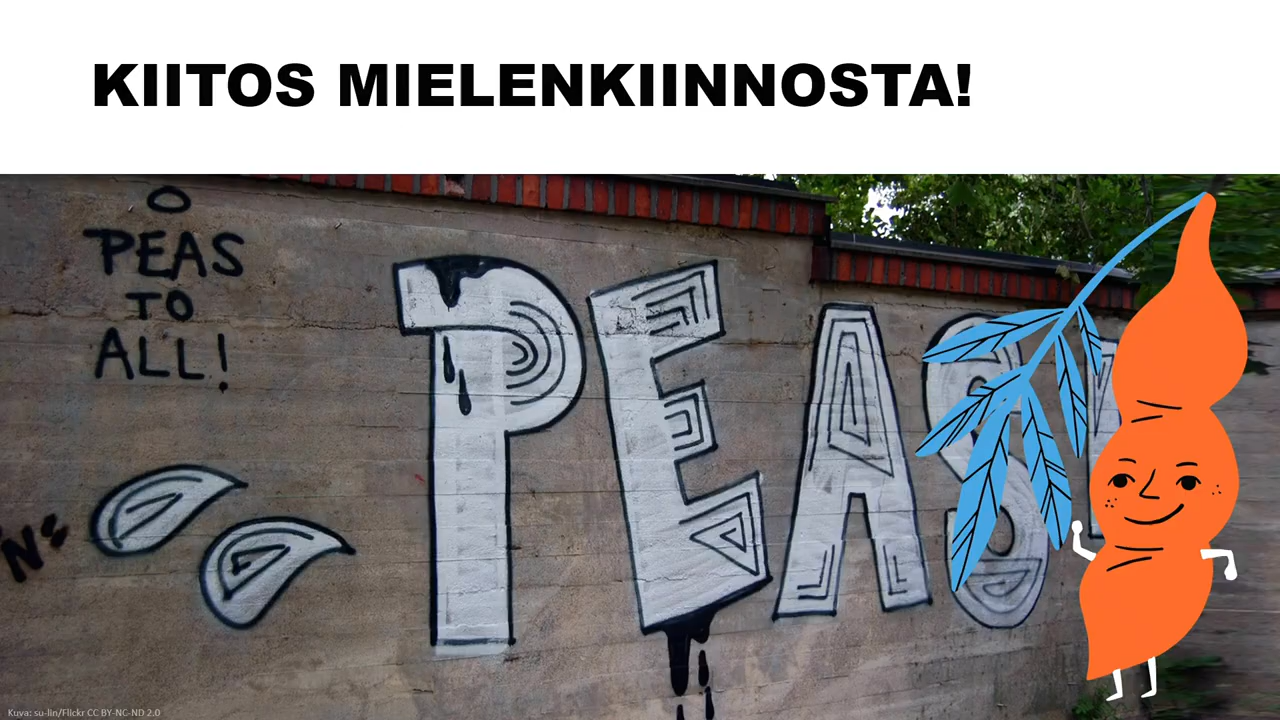 KIITOS MIELENKIINNOSTA!
PEAS
TO
ALL!
PEAS
Kuva: su-lin/Flickr CC BY-NC-ND 2.0